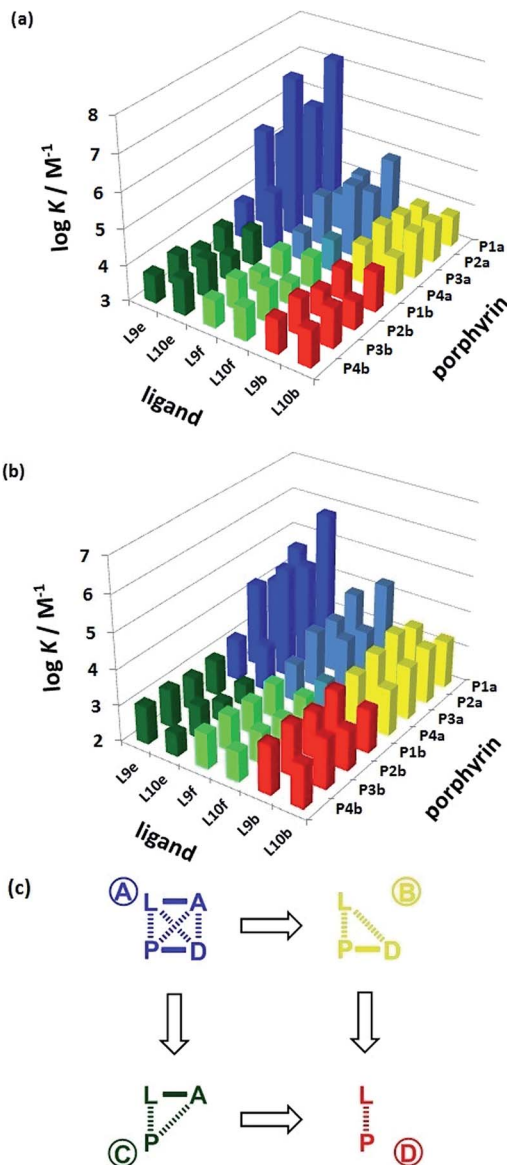 (a)
8
7
6
5
4
3
log K / M⁻¹
L9e
L10e
L9f
L10f
L9b
L10b
ligand
P1a
P2a
P3a
P4a
P1b
P2b
P3b
P4b
porphyrin
(b)
7
6
5
4
3
2
log K / M⁻¹
L9e
L10e
L9f
L10f
L9b
L10b
ligand
P1a
P2a
P3a
P4a
P1b
P2b
P3b
P4b
porphyrin
(c)
A L A
P D
L B
P D
L A
P
C
L
P D